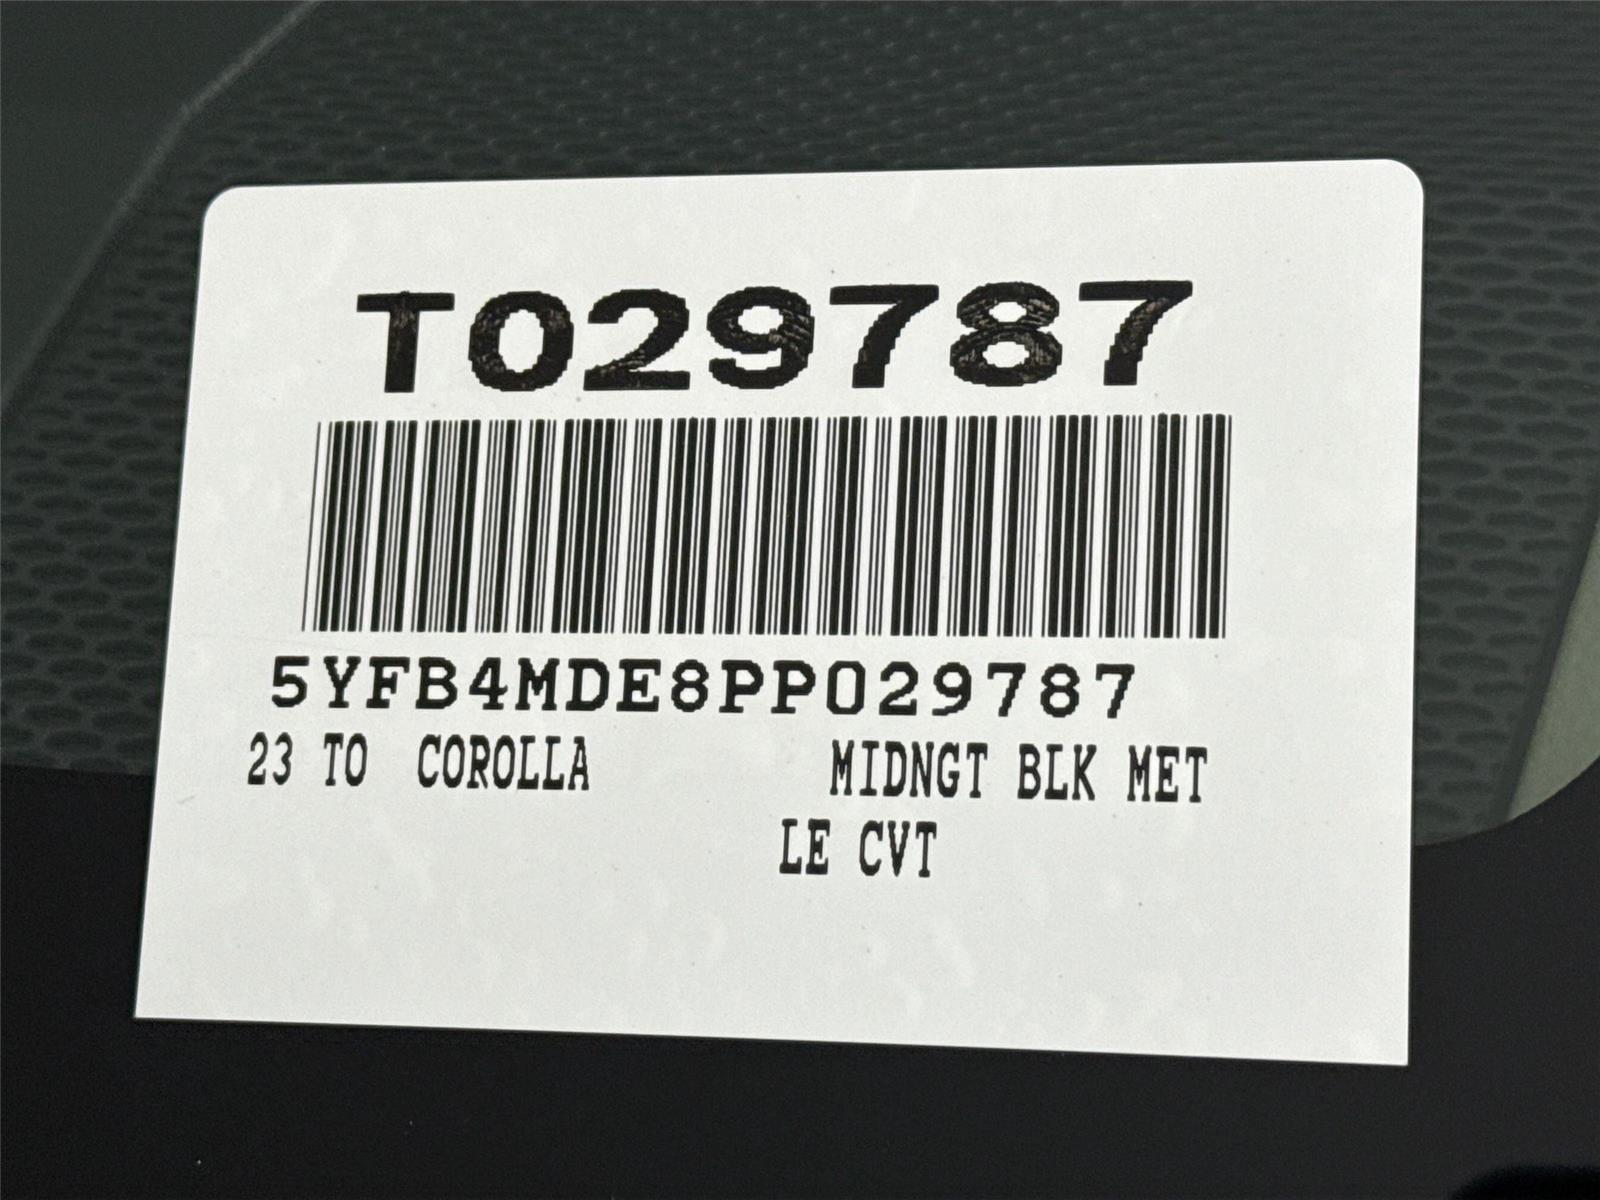 T029787
5YFB4MDE8PP029787
23 TO COROLLA MIDNGT BLK MET
LE CVT